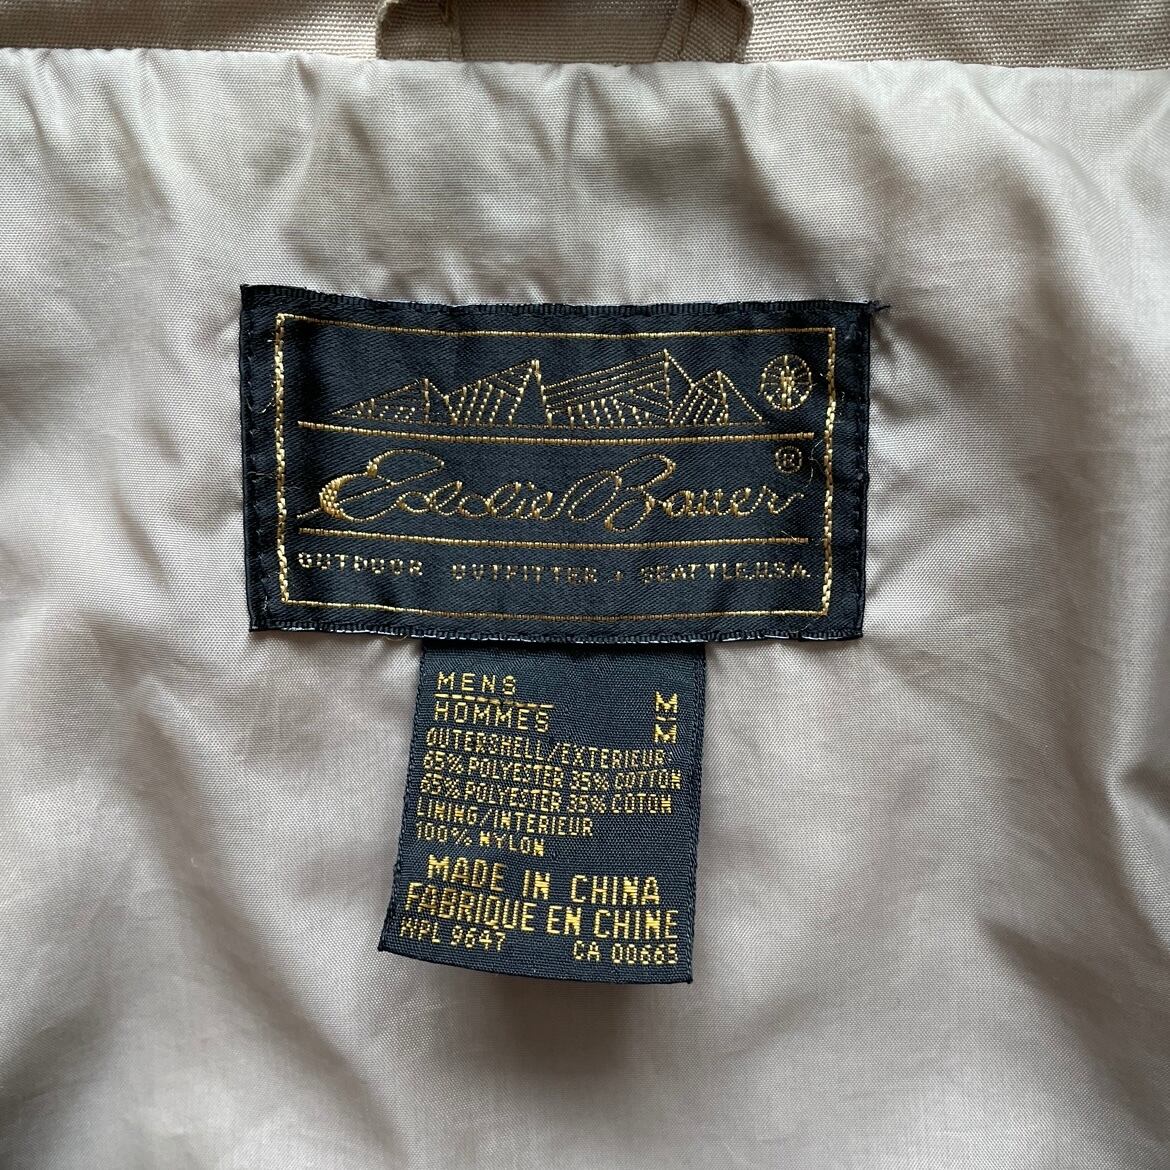 Eddie Bauer ®
OUTDOOR OUTFITTER + SEATTLE.U.S.A.
MENS M
HOMMES M
OUTERSHELL/EXTERIEUR
65% POLYESTER 35% COTTON
65% POLYESTER 35% COTON
LINING/INTERIEUR
100% NYLON
MADE IN CHINA
FABRIQUE EN CHINE
WPL 9647 CA 00665